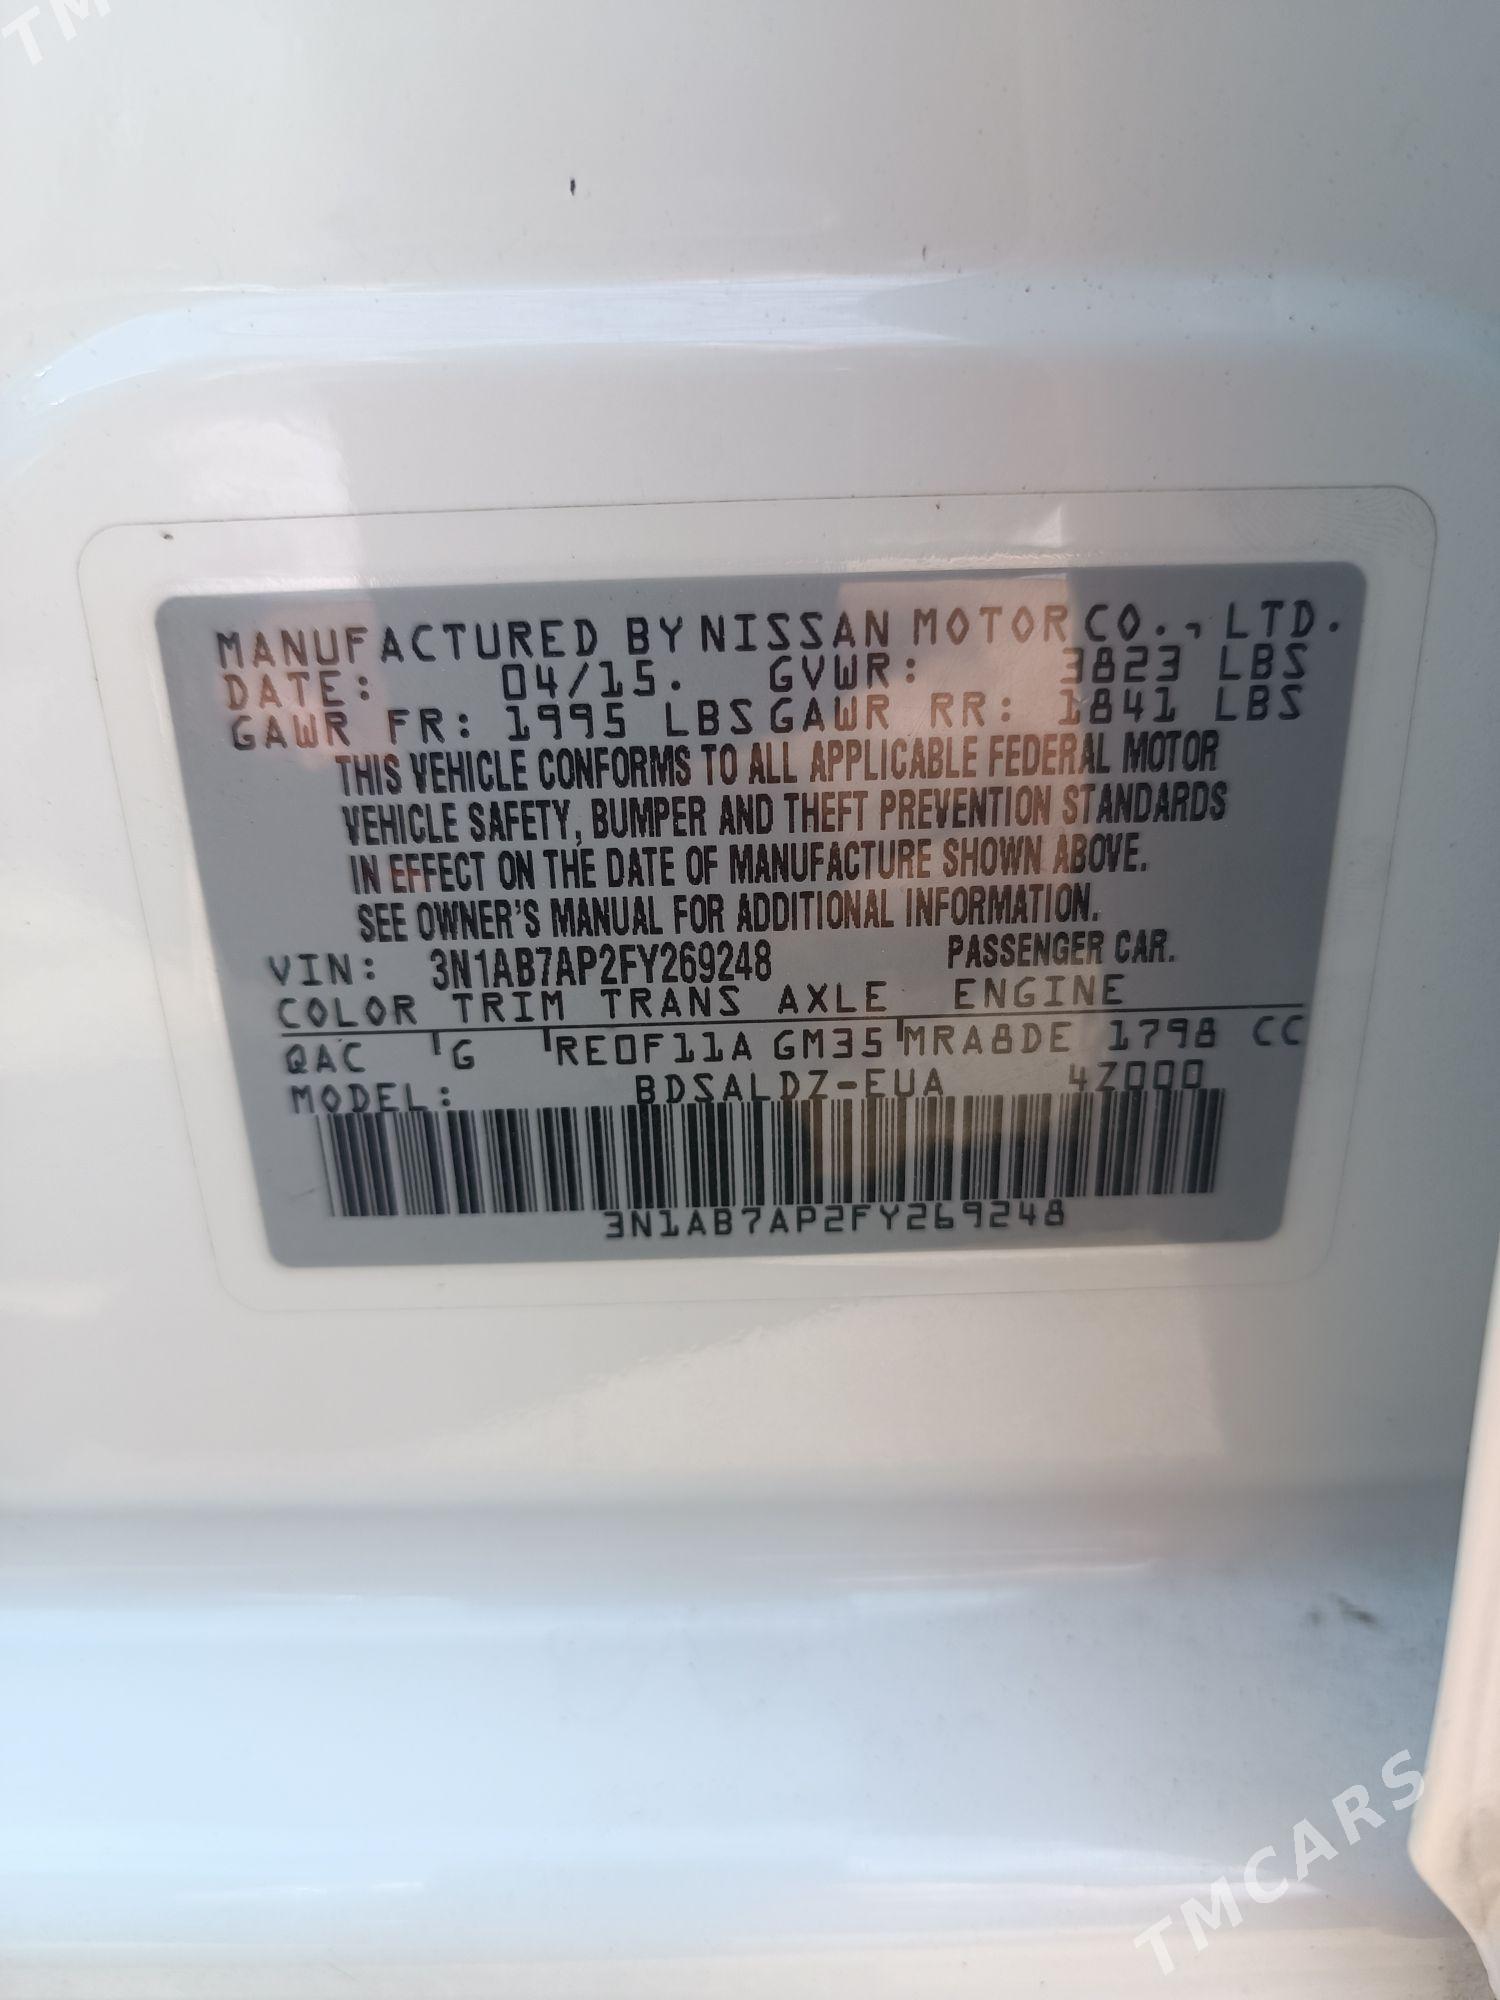 TM
MANUFACTURED BY NISSAN MOTOR CO., LTD.
DATE: 04/15. GVWR: 3823 LBS
GAWR FR: 1995 LBS GAWR RR: 1841 LBS
THIS VEHICLE CONFORMS TO ALL APPLICABLE FEDERAL MOTOR
VEHICLE SAFETY, BUMPER AND THEFT PREVENTION STANDARDS
IN EFFECT ON THE DATE OF MANUFACTURE SHOWN ABOVE.
SEE OWNER'S MANUAL FOR ADDITIONAL INFORMATION.
VIN: 3N1AB7AP2FY269248 PASSENGER CAR.
COLOR TRIM TRANS AXLE ENGINE
QAC G RE0F11A GM35 MRA8DE 1798 CC
MODEL: BDSALDZ-EUA 4Z000
3N1AB7AP2FY269248
TMCARS